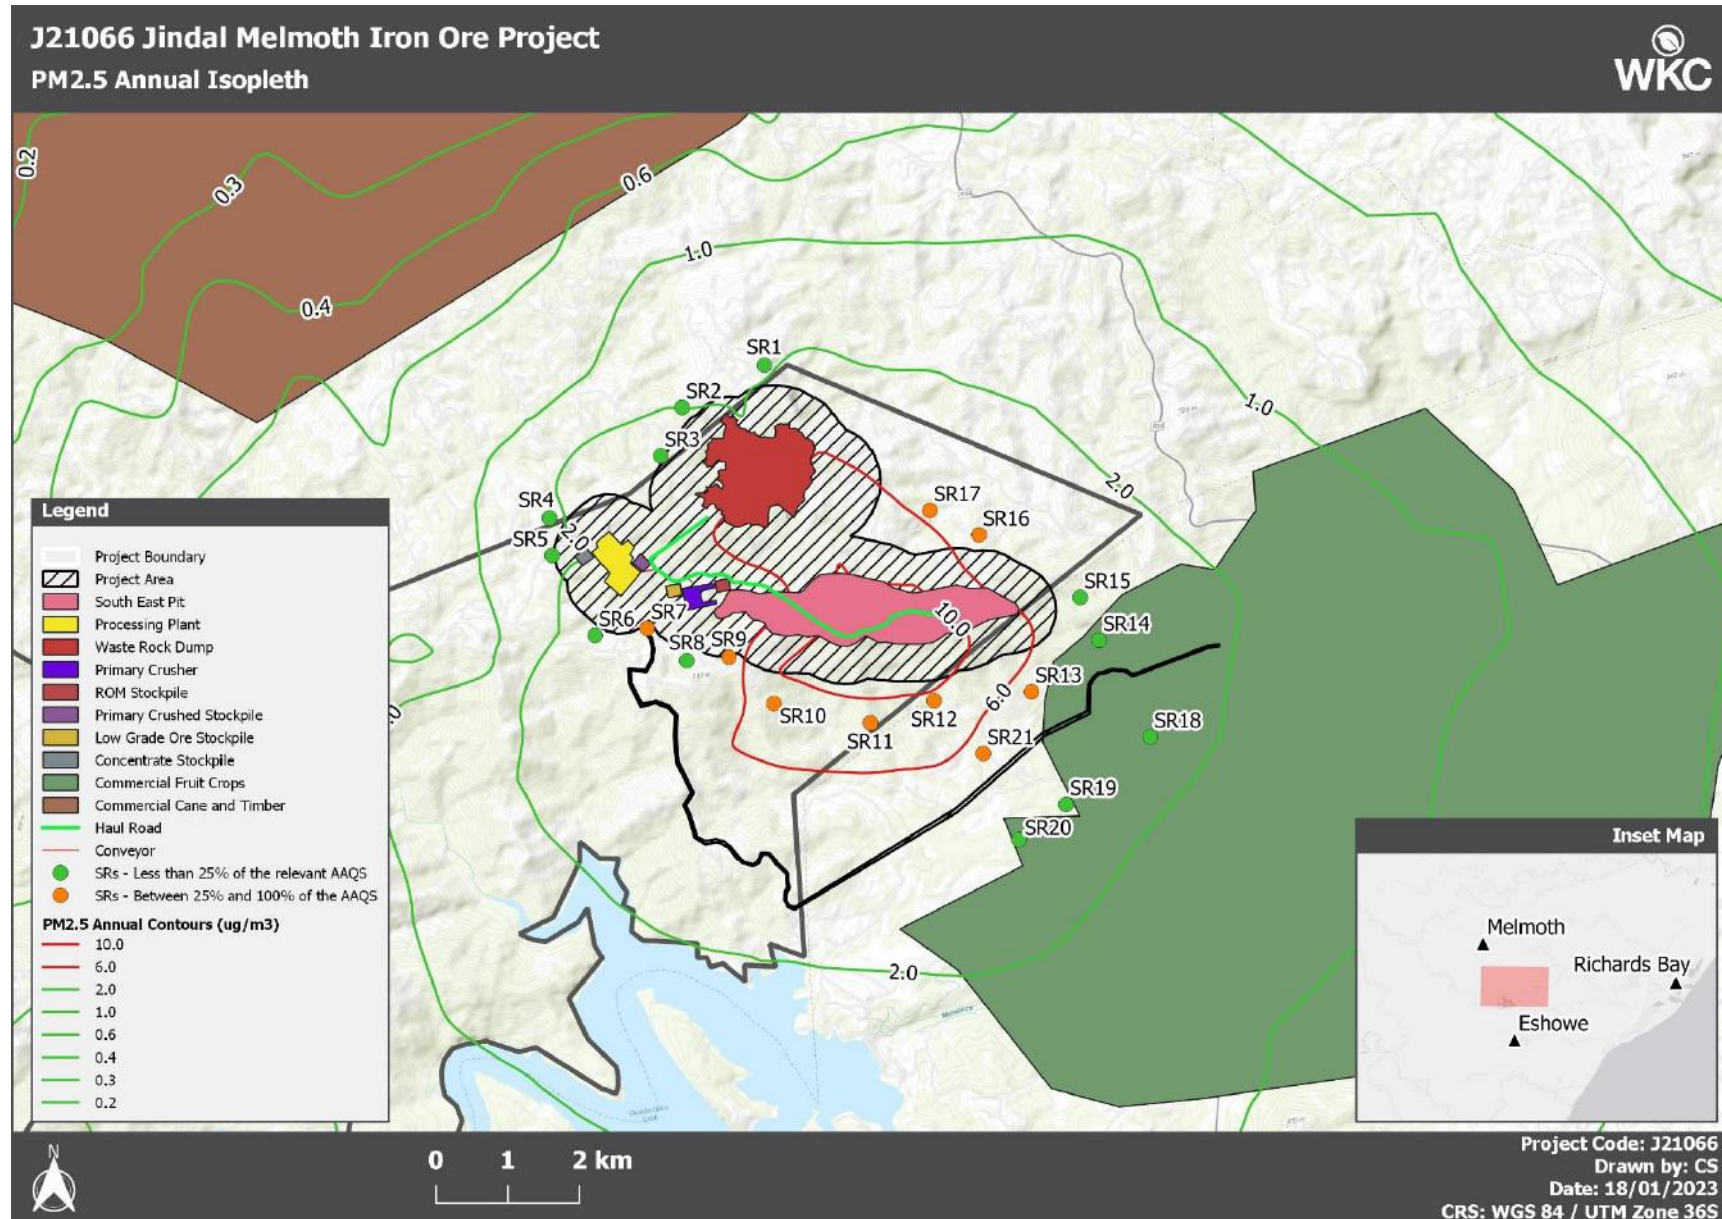 J21066 Jindal Melmoth Iron Ore Project
PM2.5 Annual Isopleth
WKC
0.2
0.3
0.6
1.0
0.4
SR1
1.0
SR2
SR3
2.0
SR17
SR4
SR16
2.0
SR5
SR15
SR6
SR7
10.0
SR14
SR8
SR9
SR13
6.0
SR10
SR12
SR11
SR18
SR21
SR19
SR20
2.0
Legend
Project Boundary
Project Area
South East Pit
Processing Plant
Waste Rock Dump
Primary Crusher
ROM Stockpile
Primary Crushed Stockpile
Low Grade Ore Stockpile
Concentrate Stockpile
Commercial Fruit Crops
Commercial Cane and Timber
Haul Road
Conveyor
SRs - Less than 25% of the relevant AAQS
SRs - Between 25% and 100% of the AAQS
PM2.5 Annual Contours (ug/m3)
10.0
6.0
2.0
1.0
0.6
0.4
0.3
0.2
Inset Map
Melmoth
Richards Bay
Eshowe
N
0 1 2 km
Project Code: J21066
Drawn by: CS
Date: 18/01/2023
CRS: WGS 84 / UTM Zone 36S